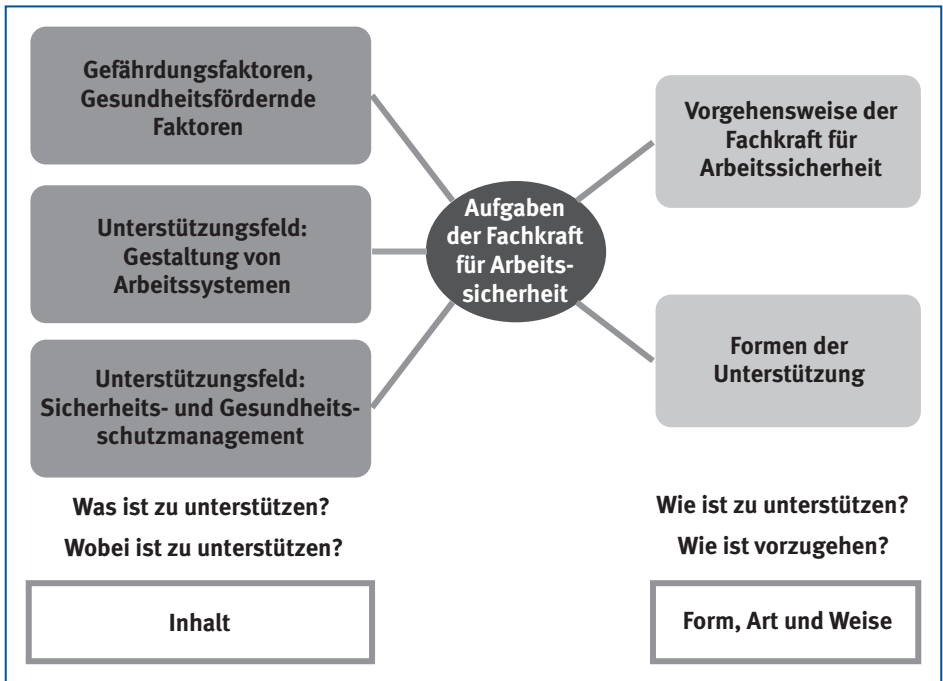 Gefährdungsfaktoren,
Gesundheitsfördernde
Faktoren
Unterstützungsfeld:
Gestaltung von
Arbeitssystemen
Unterstützungsfeld:
Sicherheits- und Gesundheits-
schutzmanagement
Aufgaben
der Fachkraft
für Arbeits-
sicherheit
Vorgehensweise der
Fachkraft für
Arbeitssicherheit
Formen der
Unterstützung
Was ist zu unterstützen?
Wobei ist zu unterstützen?
Inhalt
Wie ist zu unterstützen?
Wie ist vorzugehen?
Form, Art und Weise